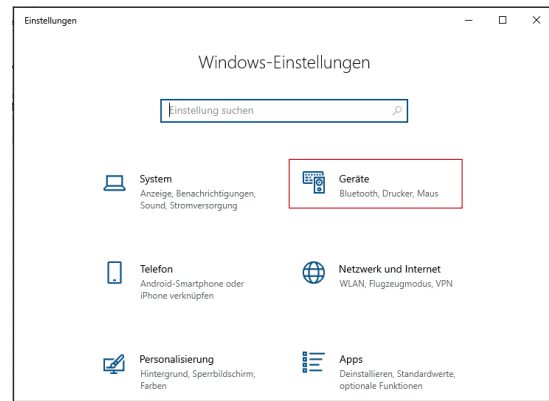 Einstellungen
Windows-Einstellungen
Einstellung suchen
System
Anzeige, Benachrichtigungen,
Sound, Stromversorgung
Geräte
Bluetooth, Drucker, Maus
Telefon
Android-Smartphone oder
iPhone verknüpfen
Netzwerk und Internet
WLAN, Flugzeugmodus, VPN
Personalisierung
Hintergrund, Sperrbildschirm,
Farben
Apps
Deinstallieren, Standardwerte,
optionale Funktionen